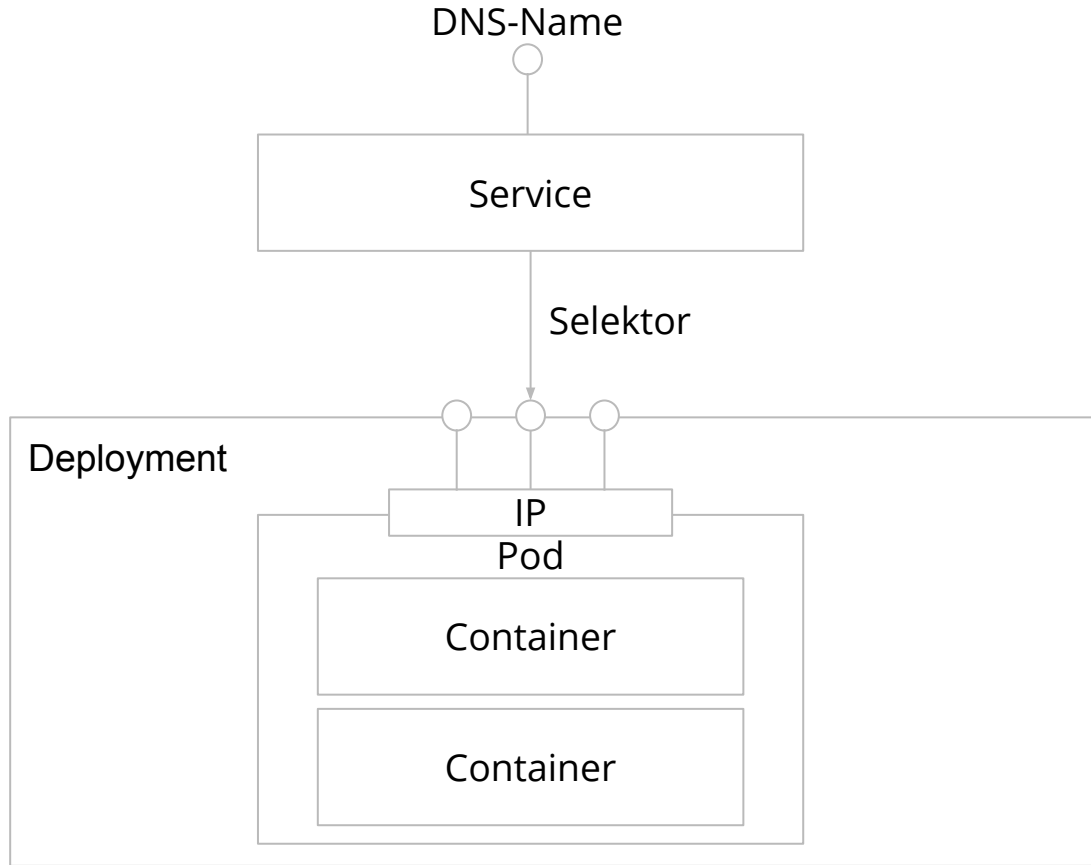 DNS-Name
Service
Selektor
Deployment
IP
Pod
Container
Container